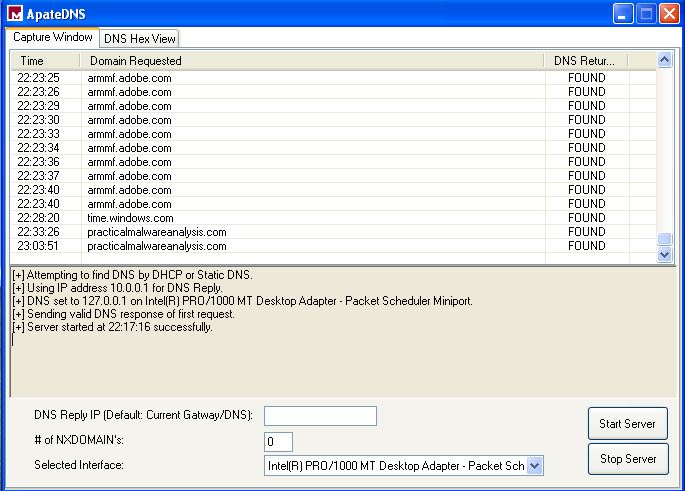 ApateDNS
Capture Window DNS Hex View
Time Domain Requested DNS Retur...
22:23:25 armmf.adobe.com FOUND
22:23:26 armmf.adobe.com FOUND
22:23:29 armmf.adobe.com FOUND
22:23:30 armmf.adobe.com FOUND
22:23:33 armmf.adobe.com FOUND
22:23:34 armmf.adobe.com FOUND
22:23:36 armmf.adobe.com FOUND
22:23:37 armmf.adobe.com FOUND
22:23:40 armmf.adobe.com FOUND
22:23:40 armmf.adobe.com FOUND
22:28:20 time.windows.com FOUND
22:33:26 practicalmalwareanalysis.com FOUND
23:03:51 practicalmalwareanalysis.com FOUND
[+] Attempting to find DNS by DHCP or Static DNS.
[+] Using IP address 10.0.0.1 for DNS Reply.
[+] DNS set to 127.0.0.1 on Intel(R) PRO/1000 MT Desktop Adapter - Packet Scheduler Miniport.
[+] Sending valid DNS response of first request.
[+] Server started at 22:17:16 successfully.
DNS Reply IP (Default: Current Gatway/DNS):
Start Server
# of NXDOMAIN's: 0
Stop Server
Selected Interface: Intel(R) PRO/1000 MT Desktop Adapter - Packet Sch